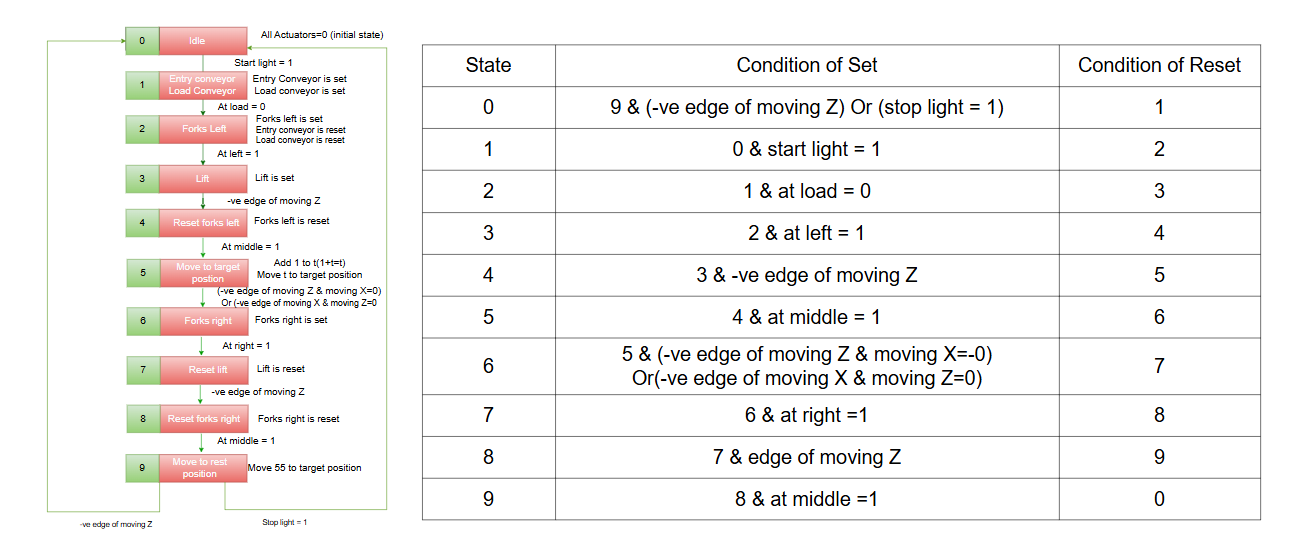 0
Idle
All Actuators=0 (initial state)
Start light = 1
1
Entry conveyor
Load Conveyor
Entry Conveyor is set
Load conveyor is set
At load = 0
2
Forks Left
Forks left is set
Entry conveyor is reset
Load conveyor is reset
At left = 1
3
Lift
Lift is set
-ve edge of moving Z
4
Reset forks left
Forks left is reset
At middle = 1
5
Move to target
postion
Add 1 to t(1+t=t)
Move t to target position
(-ve edge of moving Z & moving X=0)
Or (-ve edge of moving X & moving Z=0
6
Forks right
Forks right is set
At right = 1
7
Reset lift
Lift is reset
-ve edge of moving Z
8
Reset forks right
Forks right is reset
At middle = 1
9
Move to rest
position
Move 55 to target position
-ve edge of moving Z
Stop light = 1
State Condition of Set Condition of Reset
0 9 & (-ve edge of moving Z) Or (stop light = 1) 1
1 0 & start light = 1 2
2 1 & at load = 0 3
3 2 & at left = 1 4
4 3 & -ve edge of moving Z 5
5 4 & at middle = 1 6
6 5 & (-ve edge of moving Z & moving X=-0)
Or(-ve edge of moving X & moving Z=0) 7
7 6 & at right =1 8
8 7 & edge of moving Z 9
9 8 & at middle =1 0